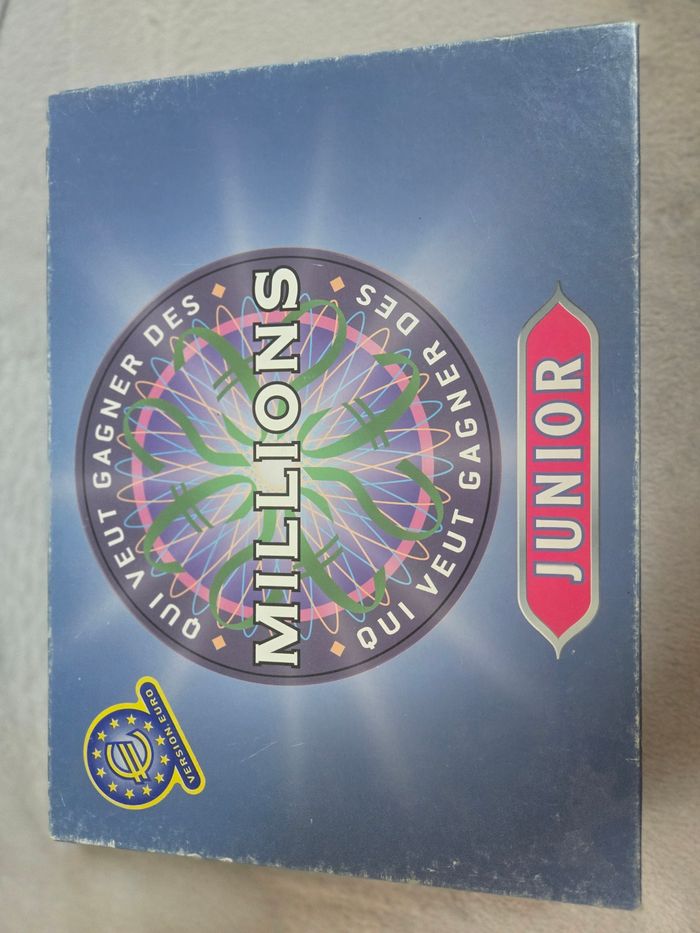 VERSION EURO
QUI VEUT GAGNER DES
MILLIONS
QUI VEUT GAGNER DES
JUNIOR